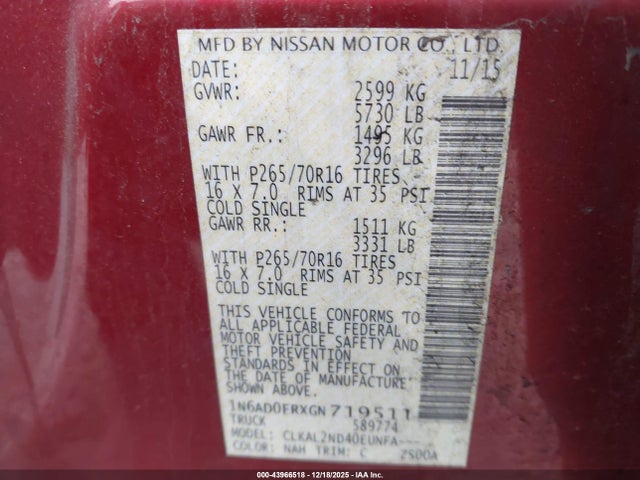 MFD BY NISSAN MOTOR CO., LTD.
DATE: 11/15
GVWR: 2599 KG
5730 LB
GAWR FR.: 1495 KG
3296 LB
WITH P265/70R16 TIRES
16 X 7.0 RIMS AT 35 PSI
COLD SINGLE
GAWR RR.: 1511 KG
3331 LB
WITH P265/70R16 TIRES
16 X 7.0 RIMS AT 35 PSI
COLD SINGLE
THIS VEHICLE CONFORMS TO
ALL APPLICABLE FEDERAL
MOTOR VEHICLE SAFETY AND
THEFT PREVENTION
STANDARDS IN EFFECT ON
THE DATE OF MANUFACTURE
SHOWN ABOVE.
1N6AD0ERXGN719511
TRUCK 589774
MODEL: CLKAL2ND40EUNFA----
COLOR: NAH TRIM: C 2S00A
000-43966518 - 12/18/2025 - IAAI.com